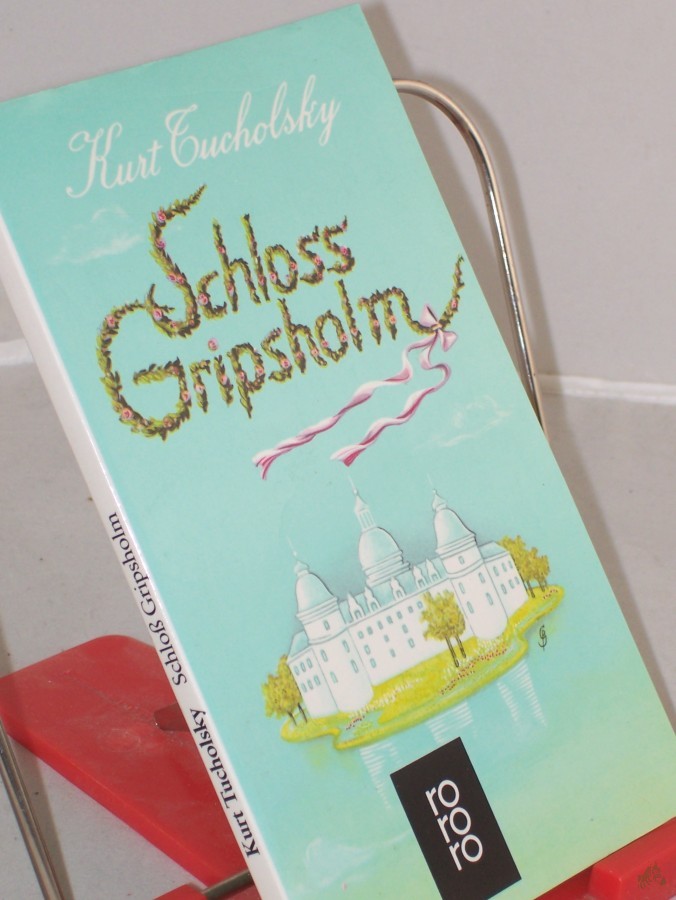 Kurt Tucholsky
Schloss
Gripsholm
ro
ro
ro
Kurt Tucholsky Schloß Gripsholm